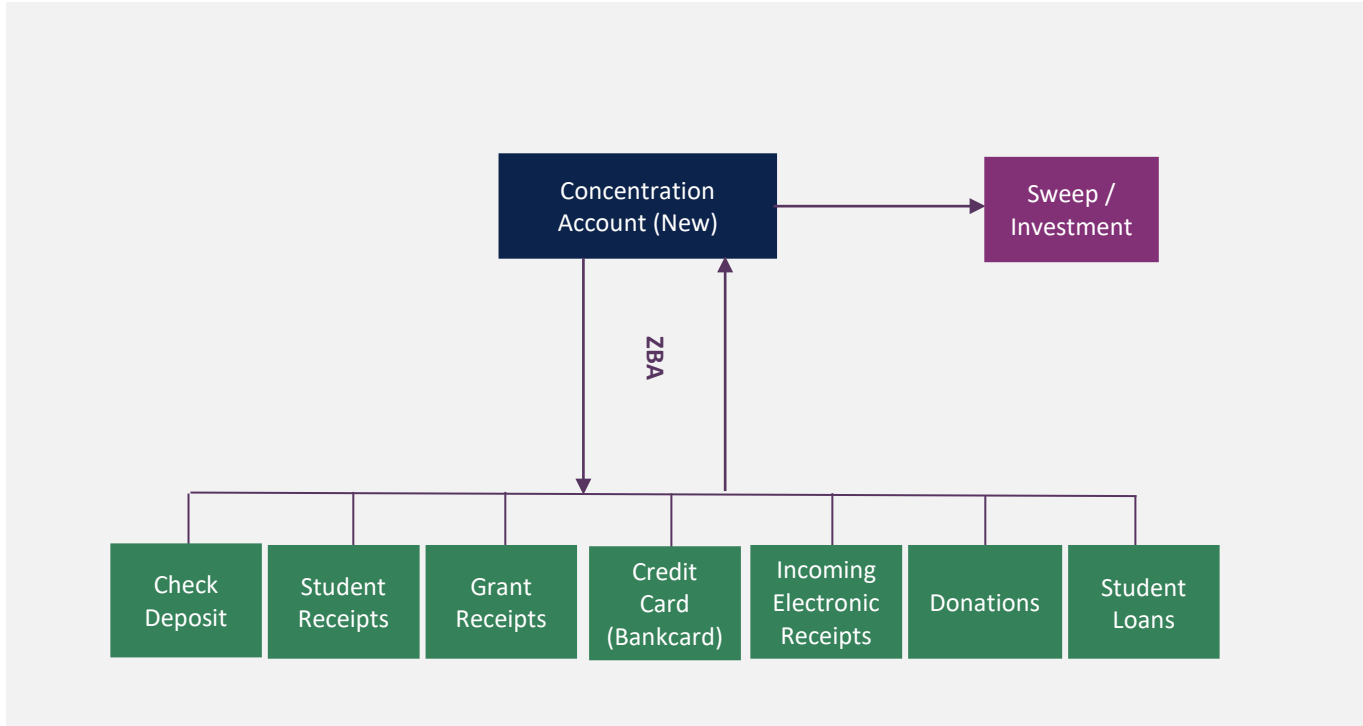 Concentration
Account (New)
Sweep /
Investment
ZBA
Check
Deposit
Student
Receipts
Grant
Receipts
Credit
Card
(Bankcard)
Incoming
Electronic
Receipts
Donations
Student
Loans